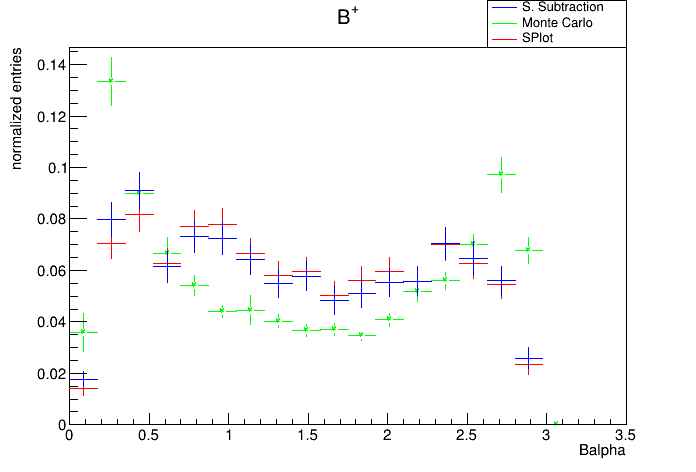 B+
S. Subtraction
Monte Carlo
SPlot
normalized entries
0.14
0.12
0.1
0.08
0.06
0.04
0.02
0
0 0.5 1 1.5 2 2.5 3 3.5
Balpha